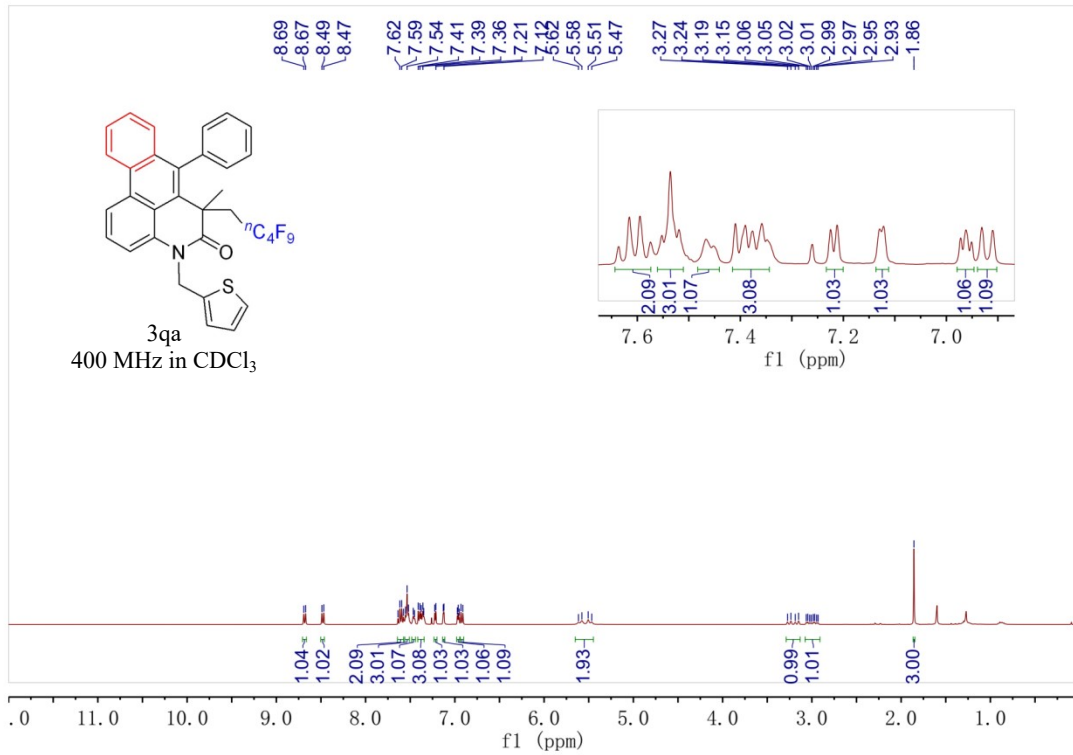 8.69 8.67 8.49 8.47 7.62 7.59 7.54 7.41 7.39 7.36 7.21 7.12 5.62 5.58 5.51 5.47 3.27 3.24 3.19 3.15 3.06 3.05 3.02 3.01 2.99 2.97 2.95 2.93 1.86
nC4F9
N
O
S
3qa
400 MHz in CDCl3
2.09 3.01 1.07 3.08 1.03 1.03 1.06 1.09
7.6 7.4 7.2 7.0
f1 (ppm)
1.04 1.02 2.09 3.01 1.07 3.08 1.03 1.03 1.06 1.09 1.93 0.99 1.01 3.00
.0 11.0 10.0 9.0 8.0 7.0 6.0 5.0 4.0 3.0 2.0 1.0
f1 (ppm)